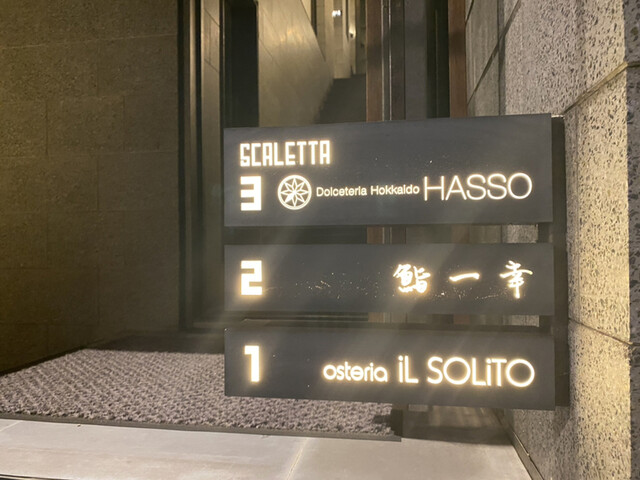 SCALETTA
3 Dolceteria Hokkaido HASSO
2 鮨 一 幸
1 osteria iL SOLiTO